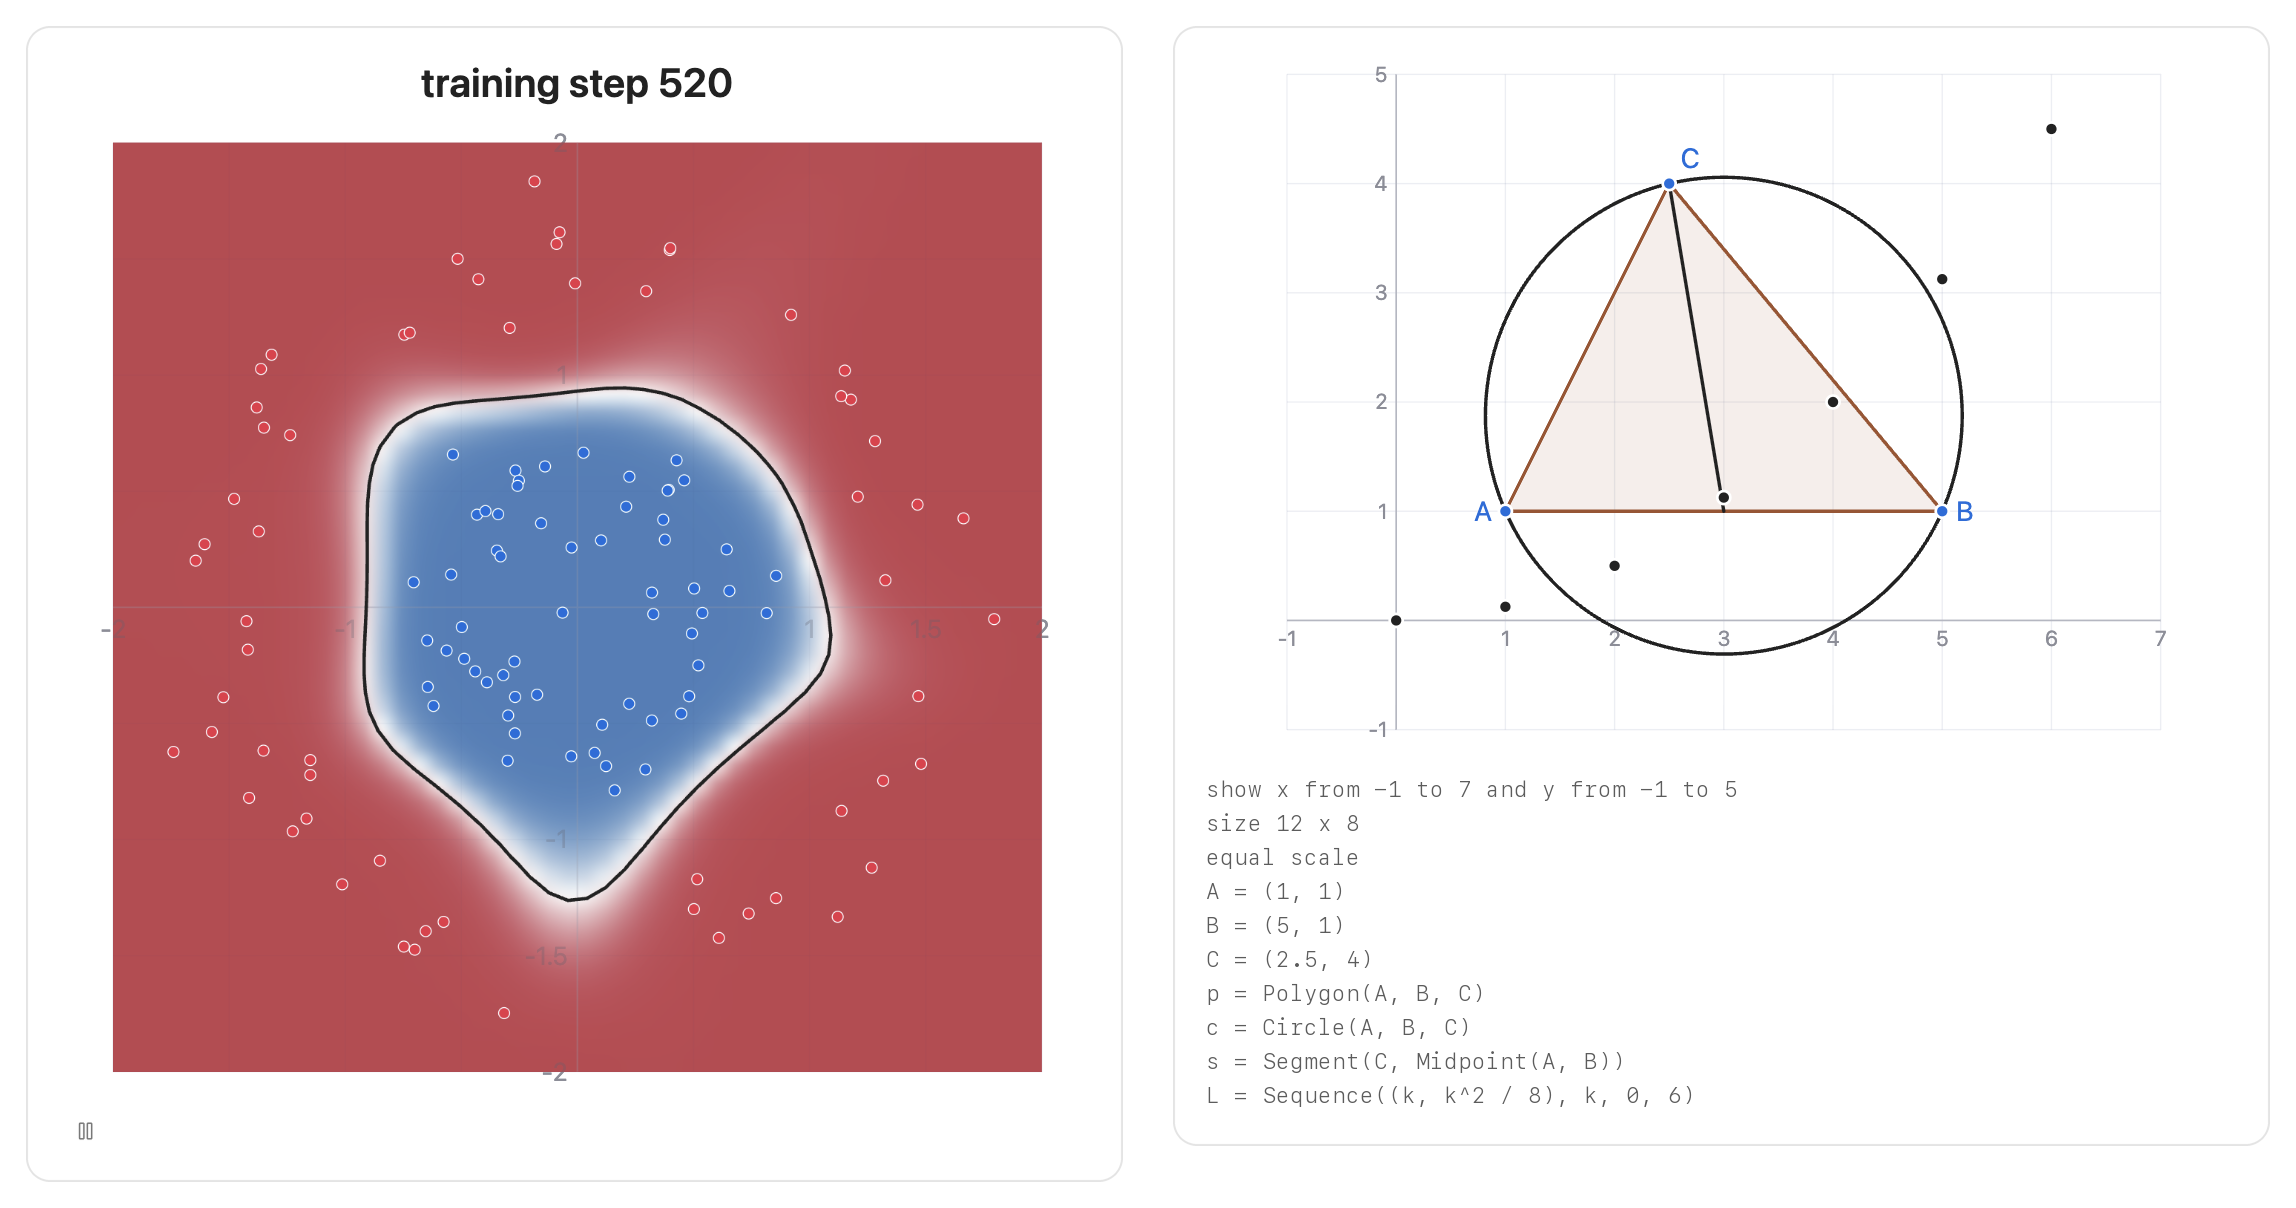 training step 520
2
1
-2
-1
1
1.5
2
-1
-1.5
-2
5
4
3
2
1
-1
1
2
3
4
5
6
7
-1
C
A
B
show x from −1 to 7 and y from −1 to 5
size 12 x 8
equal scale
A = (1, 1)
B = (5, 1)
C = (2.5, 4)
p = Polygon(A, B, C)
c = Circle(A, B, C)
s = Segment(C, Midpoint(A, B))
L = Sequence((k, k^2 / 8), k, 0, 6)